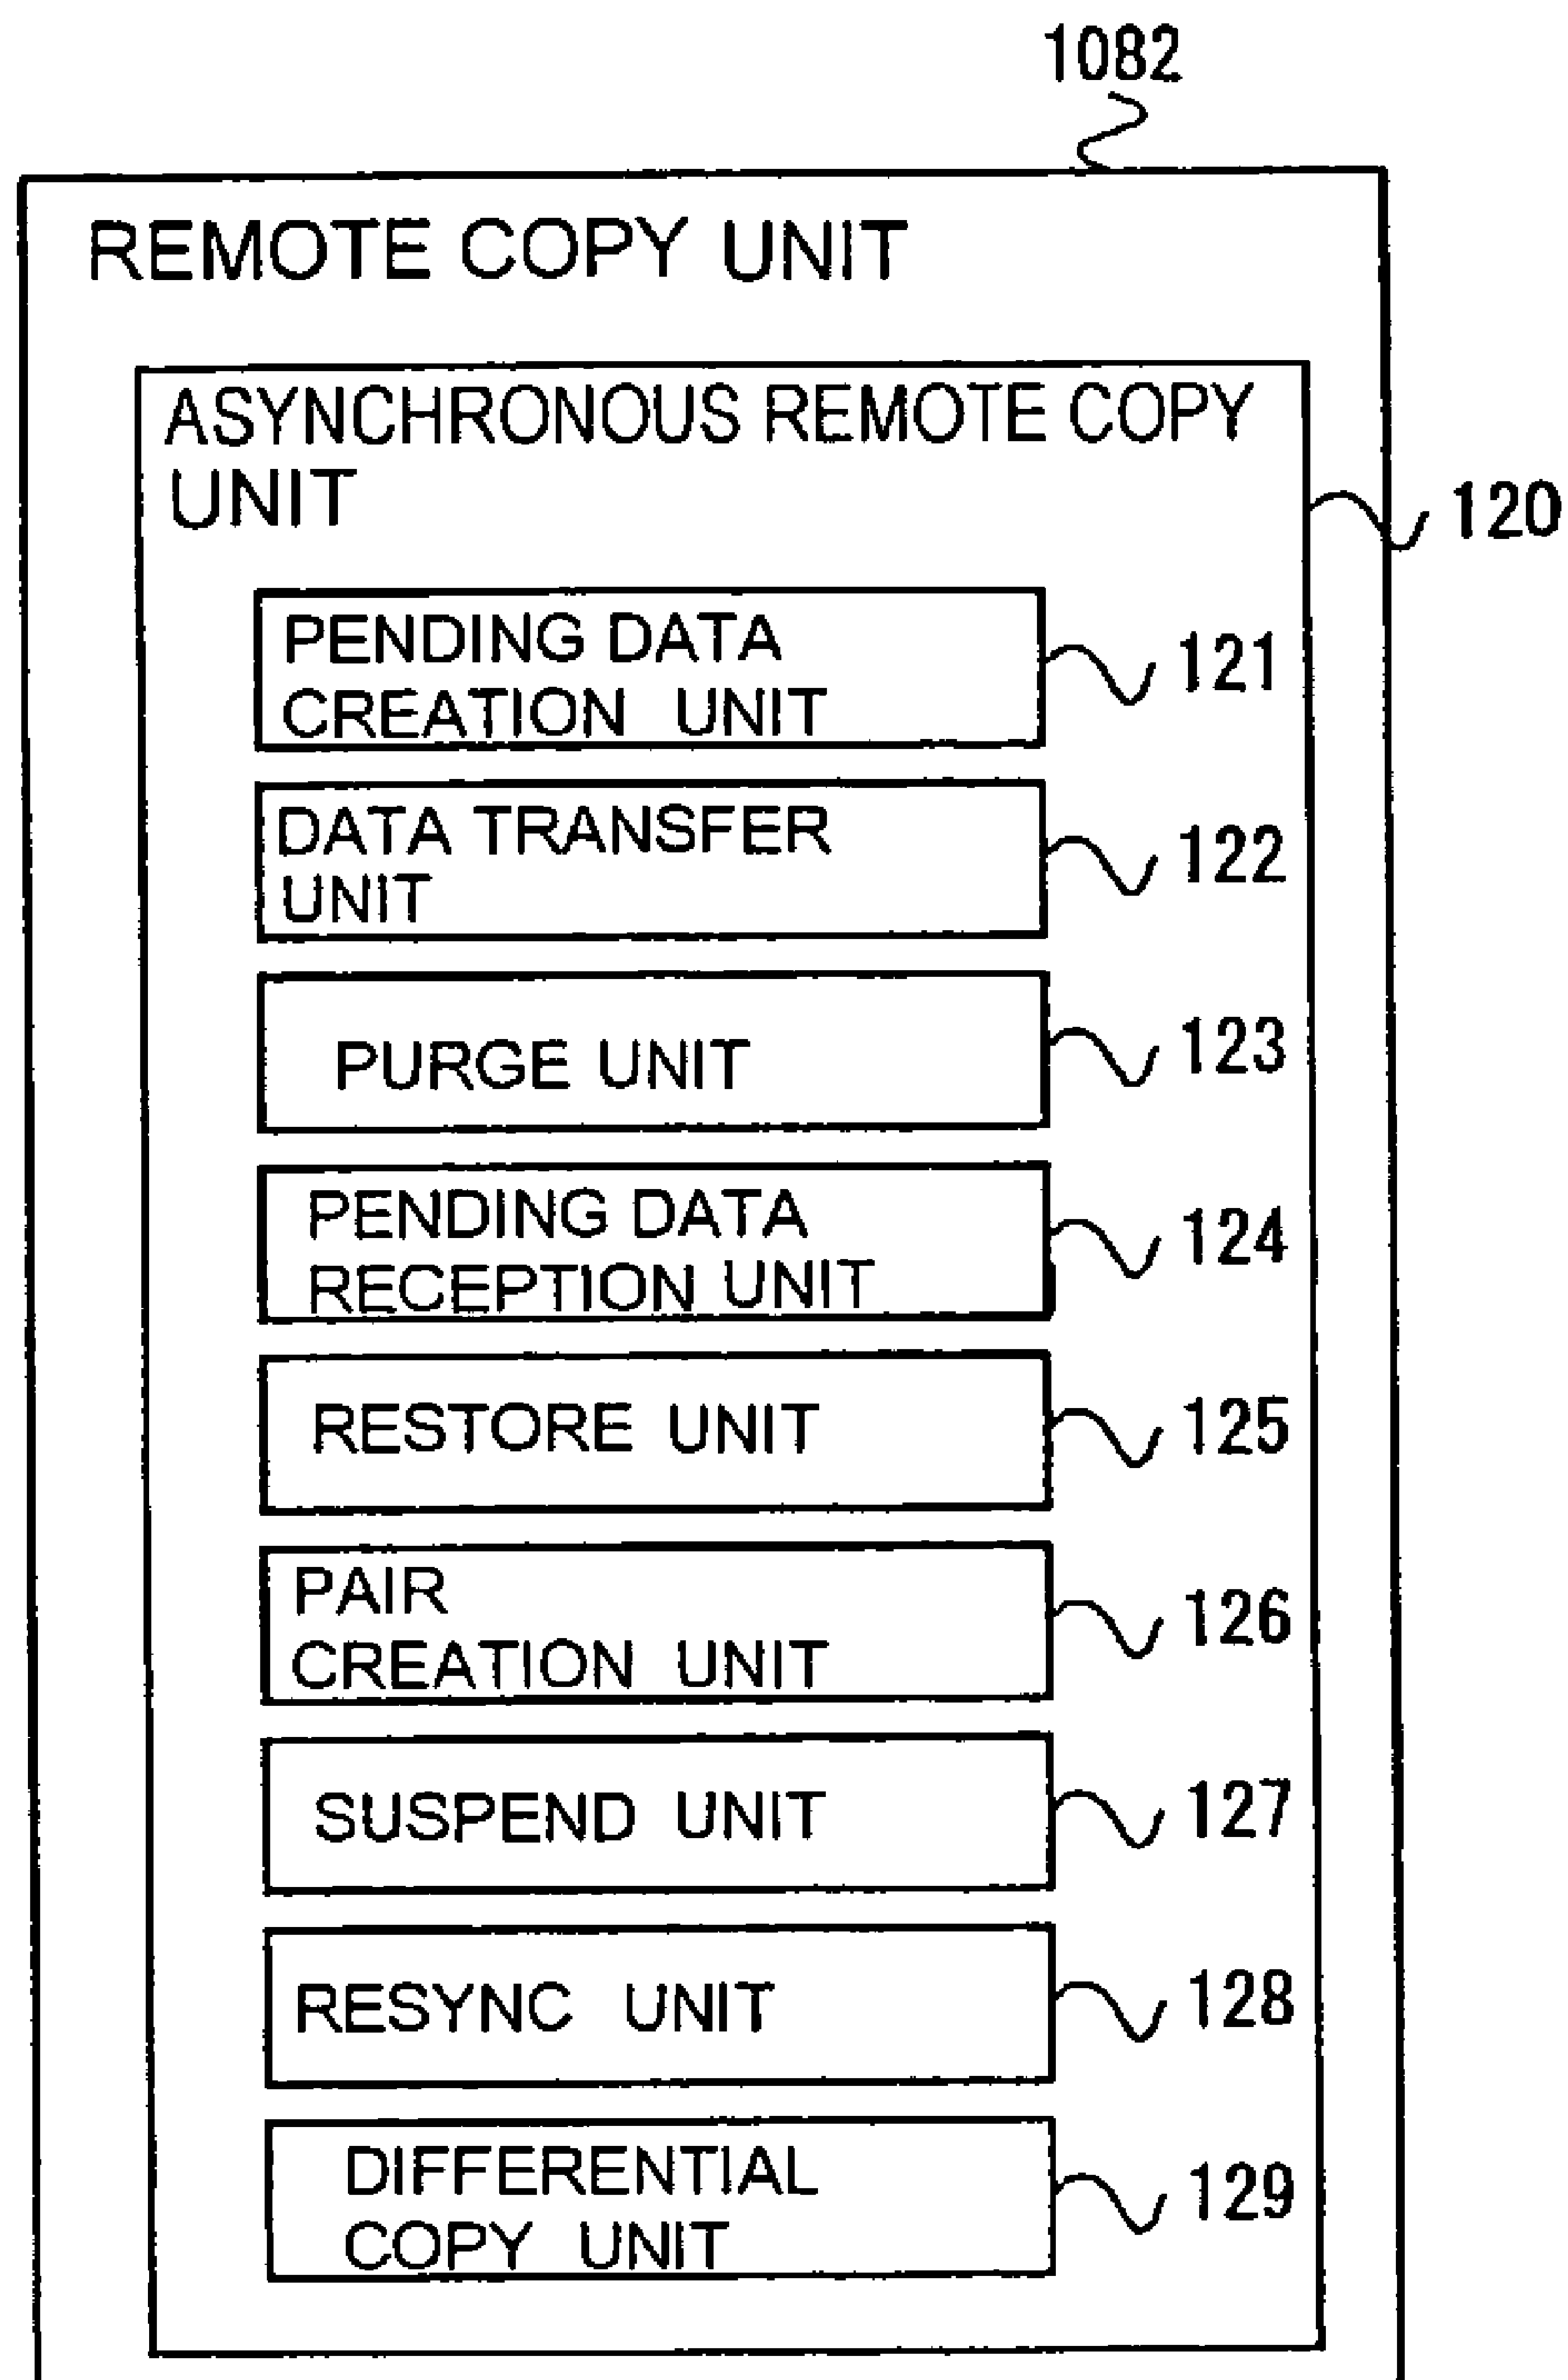 1082
REMOTE COPY UNIT
ASYNCHRONOUS REMOTE COPY
UNIT
120
PENDING DATA
CREATION UNIT
121
DATA TRANSFER
UNIT
122
PURGE UNIT
123
PENDING DATA
RECEPTION UNIT
124
RESTORE UNIT
125
PAIR
CREATION UNIT
126
SUSPEND UNIT
127
RESYNC UNIT
128
DIFFERENTIAL
COPY UNIT
129